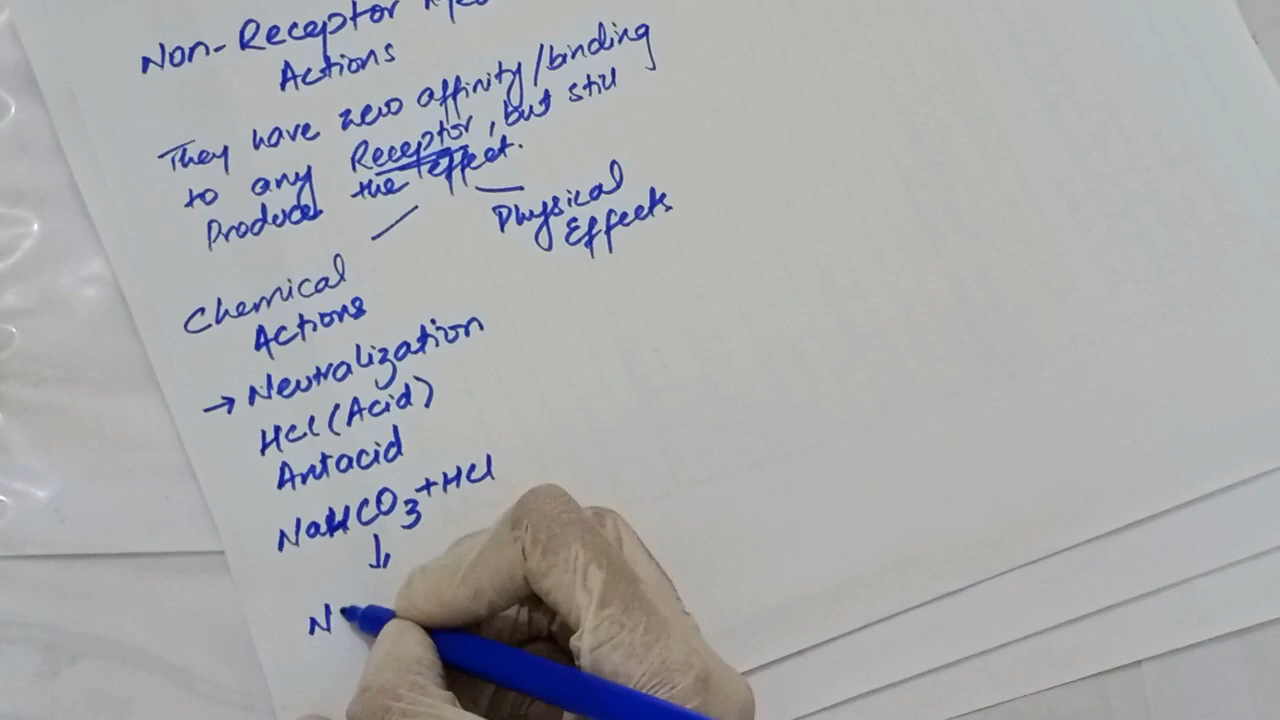 Non-Receptor
Actions
They have zero affinity/binding
to any Receptor, but still
Produces the effect.
Physical
Effects
Chemical
Actions
→ Neutralization
HCl (Acid)
Antacid
NaHCO3+HCl
↓
N